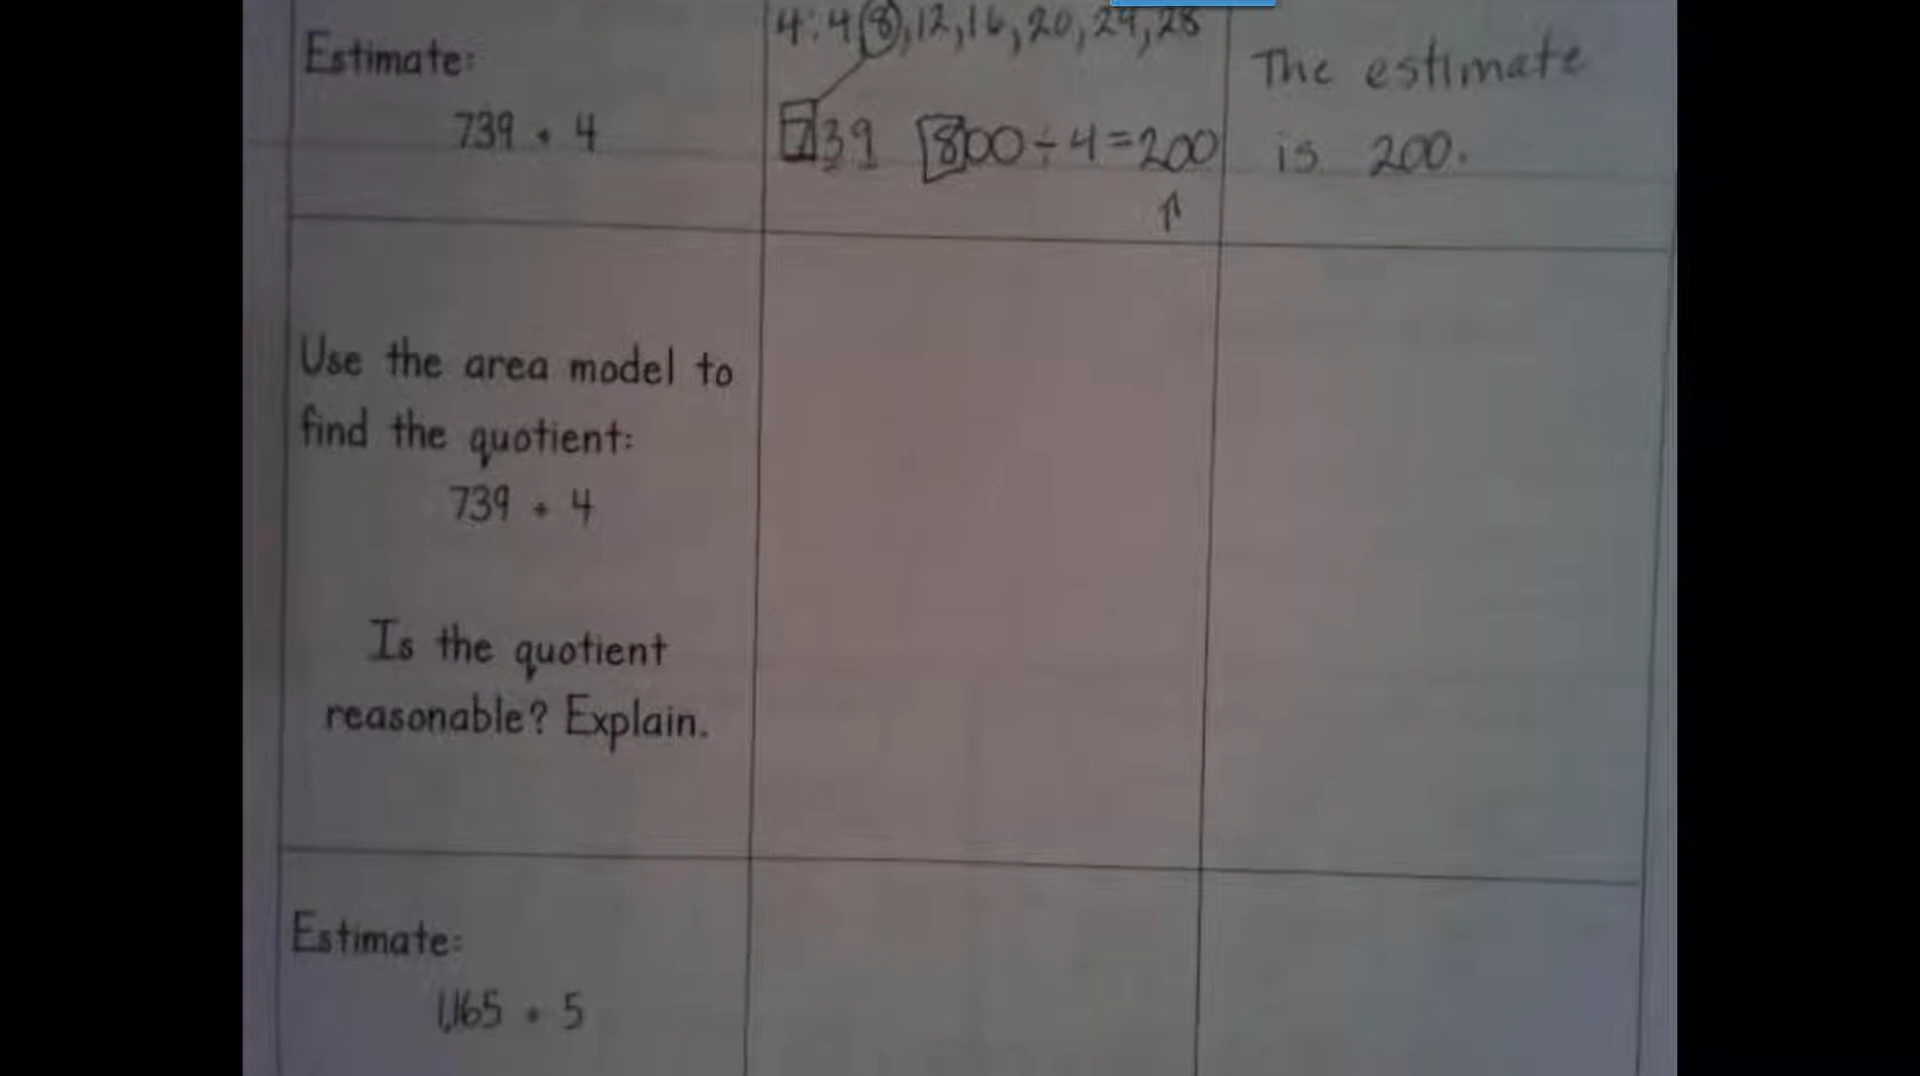 Estimate:
739 ÷ 4
4:4 8, 12, 16, 20, 24, 28
739 800 ÷ 4 = 200
The estimate
is 200.
Use the area model to
find the quotient:
739 ÷ 4
Is the quotient
reasonable? Explain.
Estimate:
1,165 ÷ 5